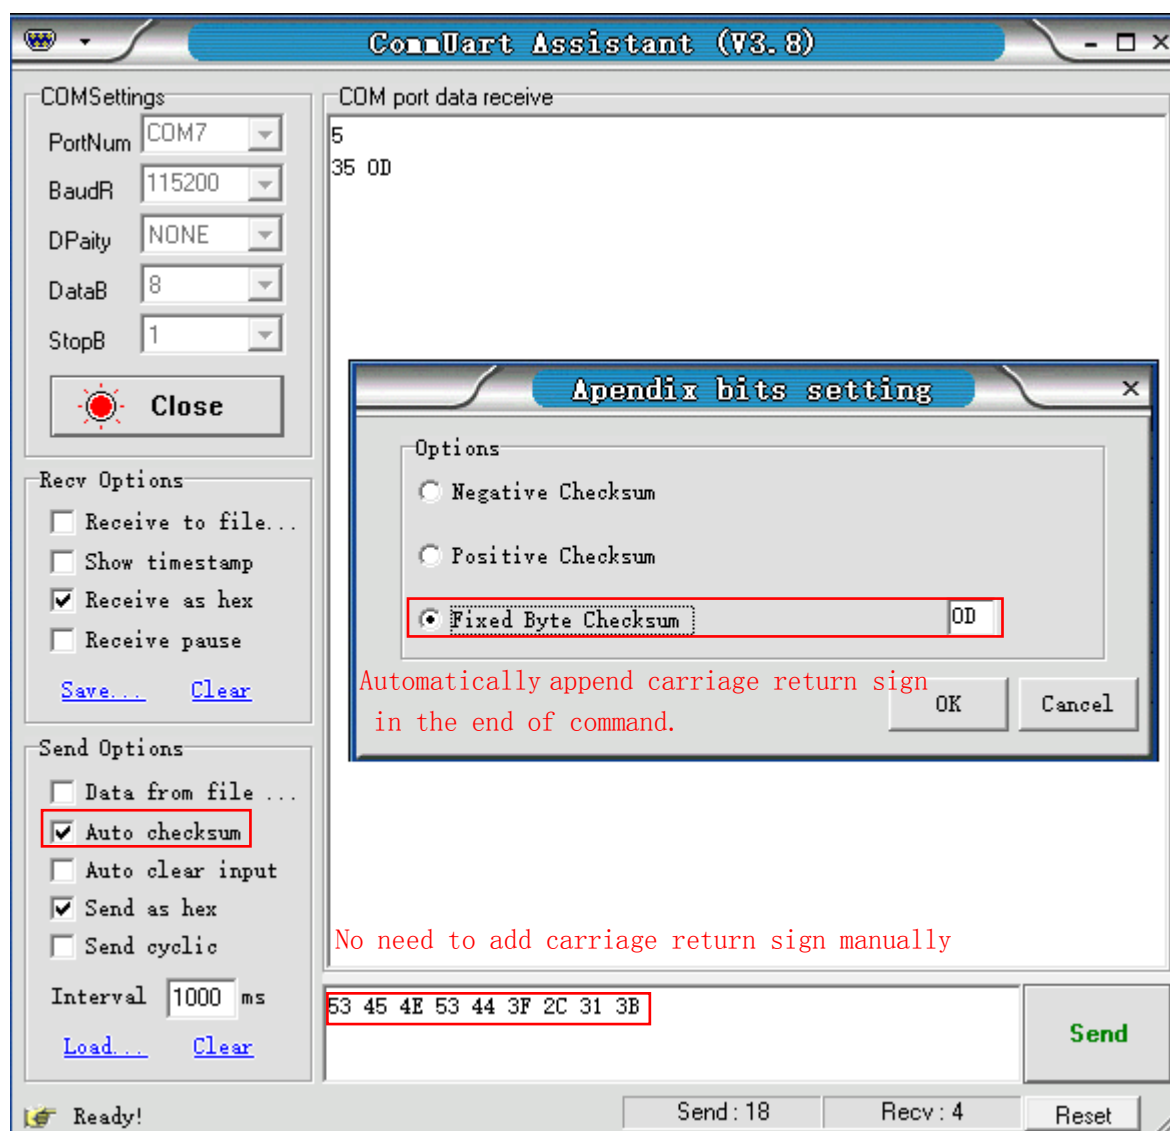 CommUart Assistant (V3.8)
COMSettings
PortNum COM7
BaudR 115200
DPaity NONE
DataB 8
StopB 1
Close
Recv Options
Receive to file...
Show timestamp
Receive as hex
Receive pause
Save... Clear
Send Options
Data from file ...
Auto checksum
Auto clear input
Send as hex
Send cyclic
Interval 1000 ms
Load... Clear
COM port data receive
5
35 0D
Apendix bits setting
Options
Negative Checksum
Positive Checksum
Fixed Byte Checksum 0D
Automatically append carriage return sign
in the end of command.
OK Cancel
No need to add carriage return sign manually
53 45 4E 53 44 3F 2C 31 3B
Send
Ready!
Send : 18 Recv : 4 Reset